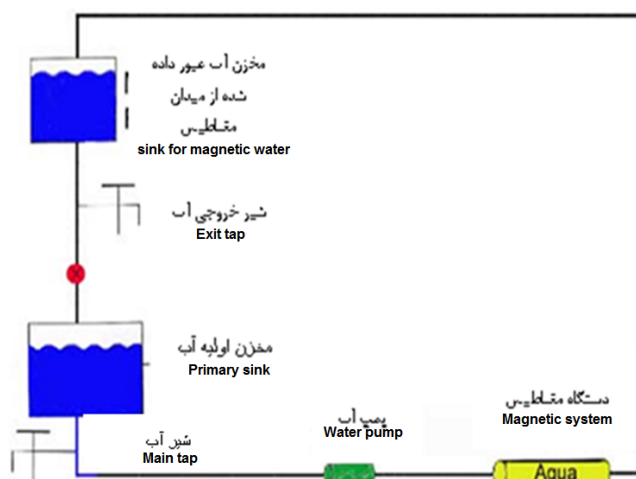 مخزن آب عبور داده
شده از میدان
مغناطیس
sink for magnetic water
شیر خروجی آب
Exit tap
مخزن اولیه آب
Primary sink
شیر آب
Main tap
پمپ آب
Water pump
دستگاه مغناطیس
Magnetic system
Aqua